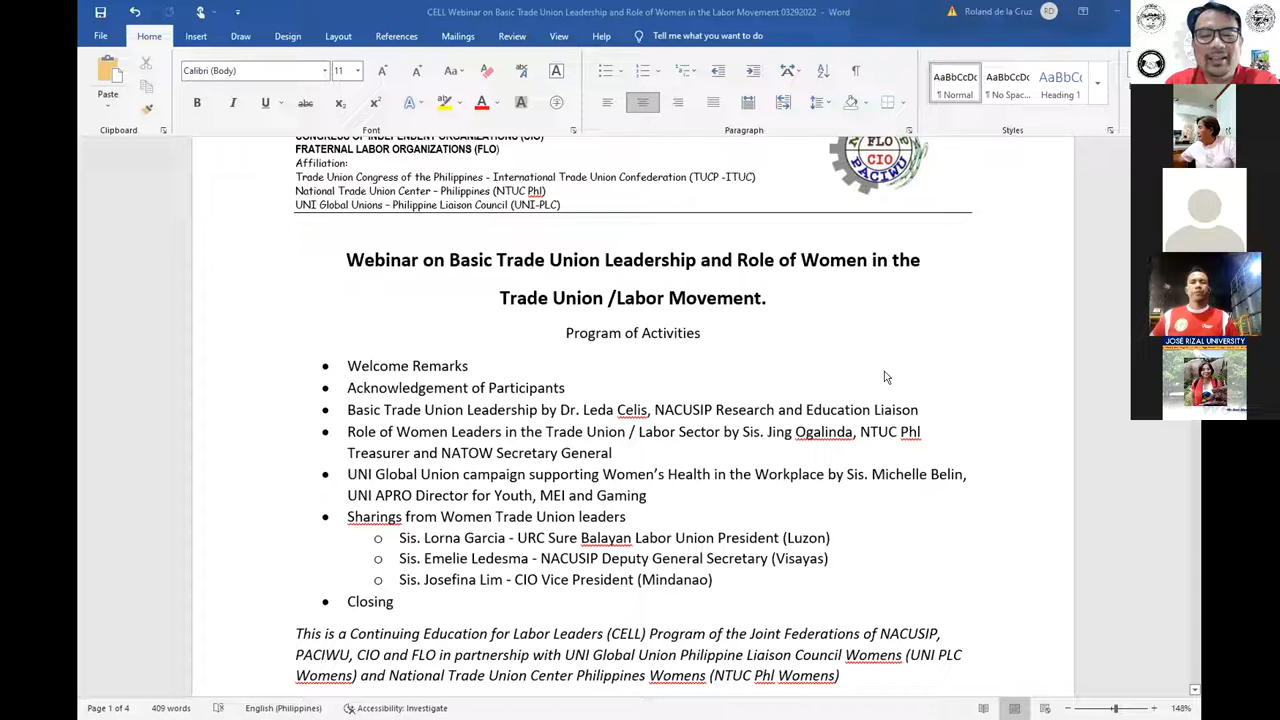 CELL Webinar on Basic Trade Union Leadership and Role of Women in the Labor Movement 03292022 - Word
Roland de la Cruz
RD
File Home Insert Draw Design Layout References Mailings Review View Help Tell me what you want to do
Calibri (Body) 11
Paste
Clipboard
Font
Paragraph
Styles
AaBbCcDc
¶ Normal
AaBbCcDc
¶ No Spac...
AaBbCc
Heading 1
CONGRESS OF INDEPENDENT ORGANIZATIONS (CIO)
FRATERNAL LABOR ORGANIZATIONS (FLO)
Affiliation:
Trade Union Congress of the Philippines - International Trade Union Confederation (TUCP -ITUC)
National Trade Union Center – Philippines (NTUC Phl)
UNI Global Unions – Philippine Liaison Council (UNI-PLC)
FLO
CIO
PACIWU
Webinar on Basic Trade Union Leadership and Role of Women in the
Trade Union /Labor Movement.
Program of Activities
• Welcome Remarks
• Acknowledgement of Participants
• Basic Trade Union Leadership by Dr. Leda Celis, NACUSIP Research and Education Liaison
• Role of Women Leaders in the Trade Union / Labor Sector by Sis. Jing Ogalinda, NTUC Phl
Treasurer and NATOW Secretary General
• UNI Global Union campaign supporting Women's Health in the Workplace by Sis. Michelle Belin,
UNI APRO Director for Youth, MEI and Gaming
• Sharings from Women Trade Union leaders
o Sis. Lorna Garcia - URC Sure Balayan Labor Union President (Luzon)
o Sis. Emelie Ledesma - NACUSIP Deputy General Secretary (Visayas)
o Sis. Josefina Lim - CIO Vice President (Mindanao)
• Closing
This is a Continuing Education for Labor Leaders (CELL) Program of the Joint Federations of NACUSIP,
PACIWU, CIO and FLO in partnership with UNI Global Union Philippine Liaison Council Womens (UNI PLC
Womens) and National Trade Union Center Philippines Womens (NTUC Phl Womens)
JOSÉ RIZAL UNIVERSITY
Page 1 of 4 409 words English (Philippines) Accessibility: Investigate 148%